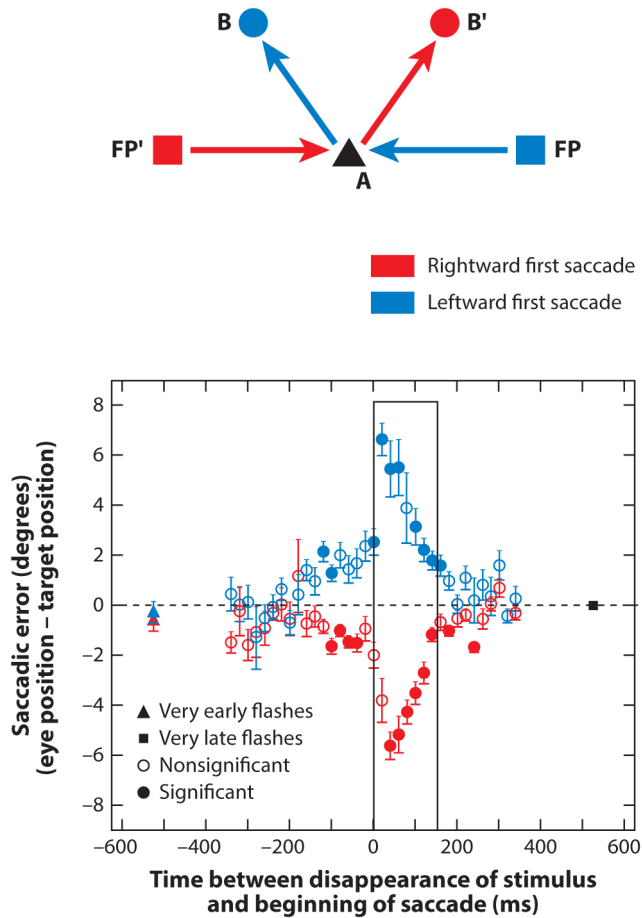 B
B'
FP'
FP
A
Rightward first saccade
Leftward first saccade
8
6
4
2
0
−2
−4
−6
−8
Saccadic error (degrees)
(eye position – target position)
Very early flashes
Very late flashes
Nonsignificant
Significant
−600
−400
−200
0
200
400
600
Time between disappearance of stimulus
and beginning of saccade (ms)